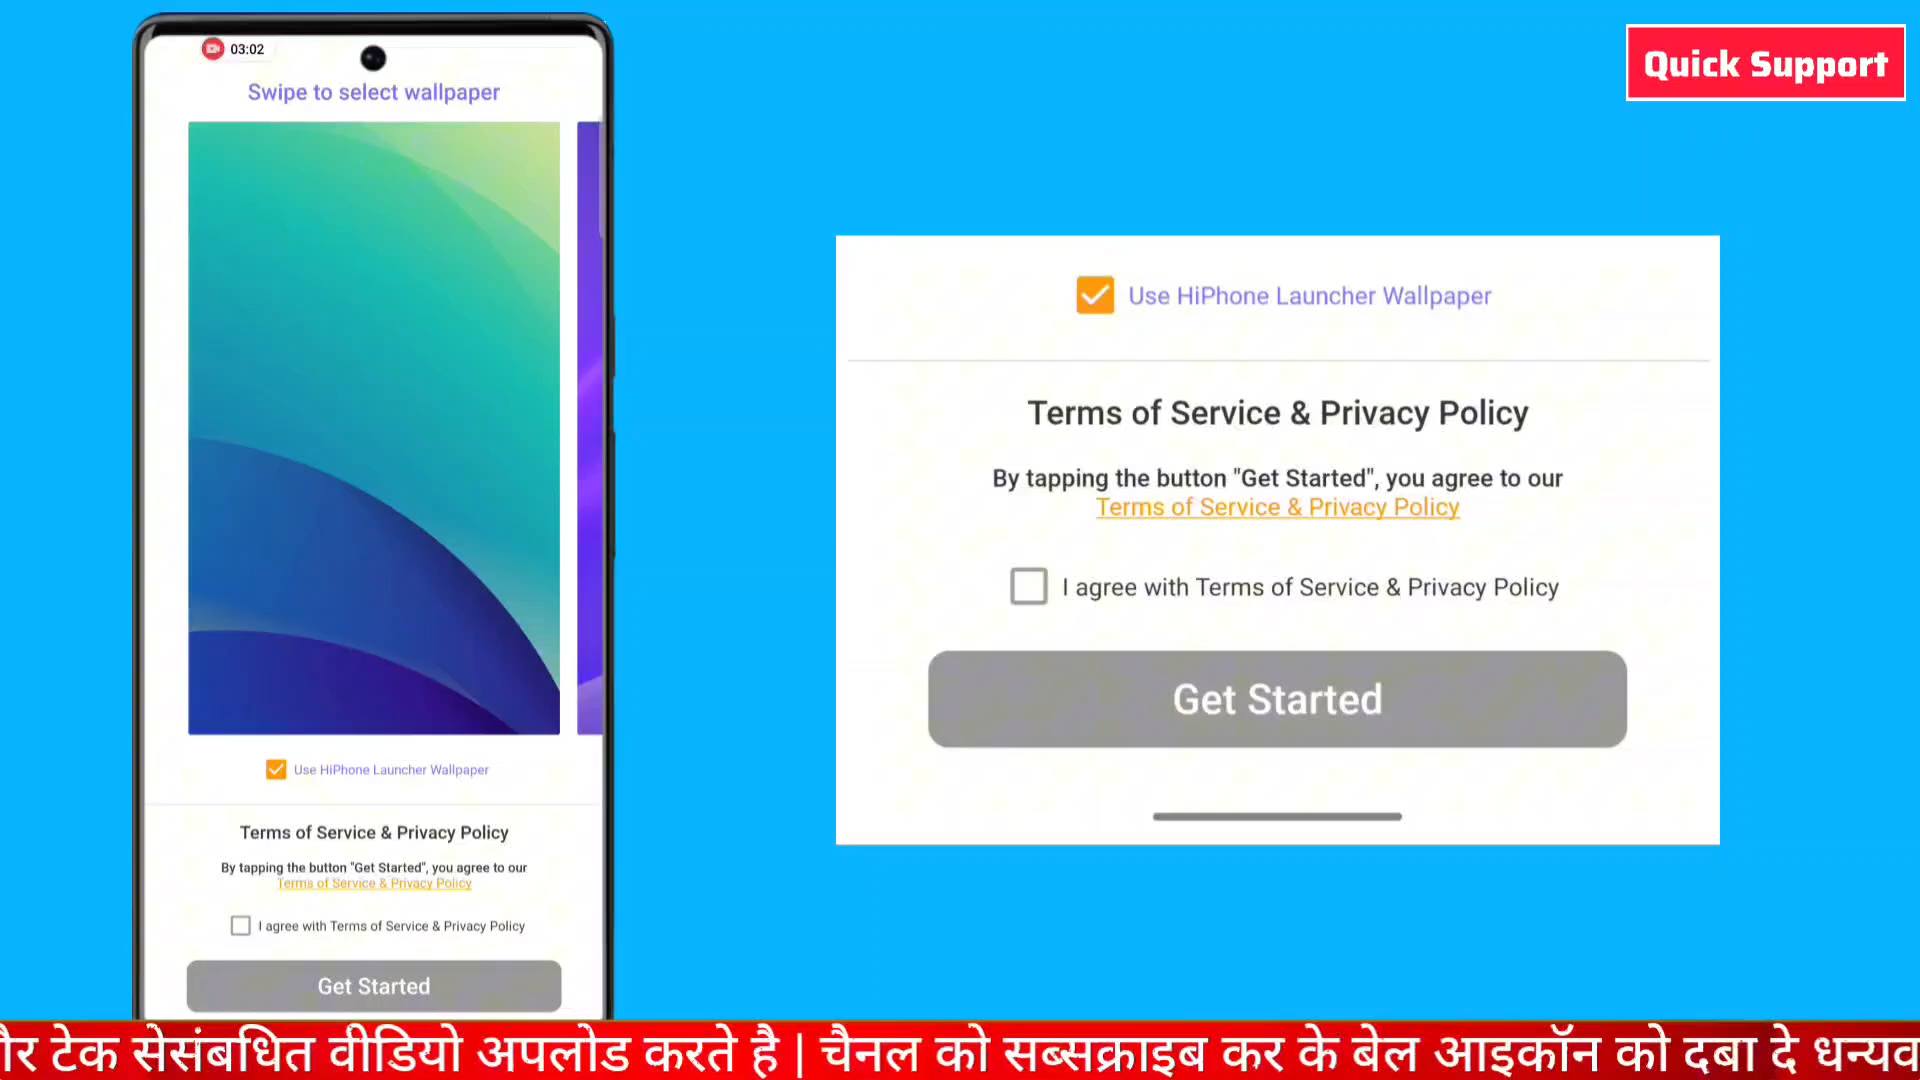 03:02
Swipe to select wallpaper
Use HiPhone Launcher Wallpaper
Terms of Service & Privacy Policy
By tapping the button "Get Started", you agree to our
Terms of Service & Privacy Policy
I agree with Terms of Service & Privacy Policy
Get Started
Quick Support
Use HiPhone Launcher Wallpaper
Terms of Service & Privacy Policy
By tapping the button "Get Started", you agree to our
Terms of Service & Privacy Policy
I agree with Terms of Service & Privacy Policy
Get Started
टेक सेसंबधित वीडियो अपलोड करते है | चैनल को सब्सक्राइब कर के बेल आइकॉन को दबा दे